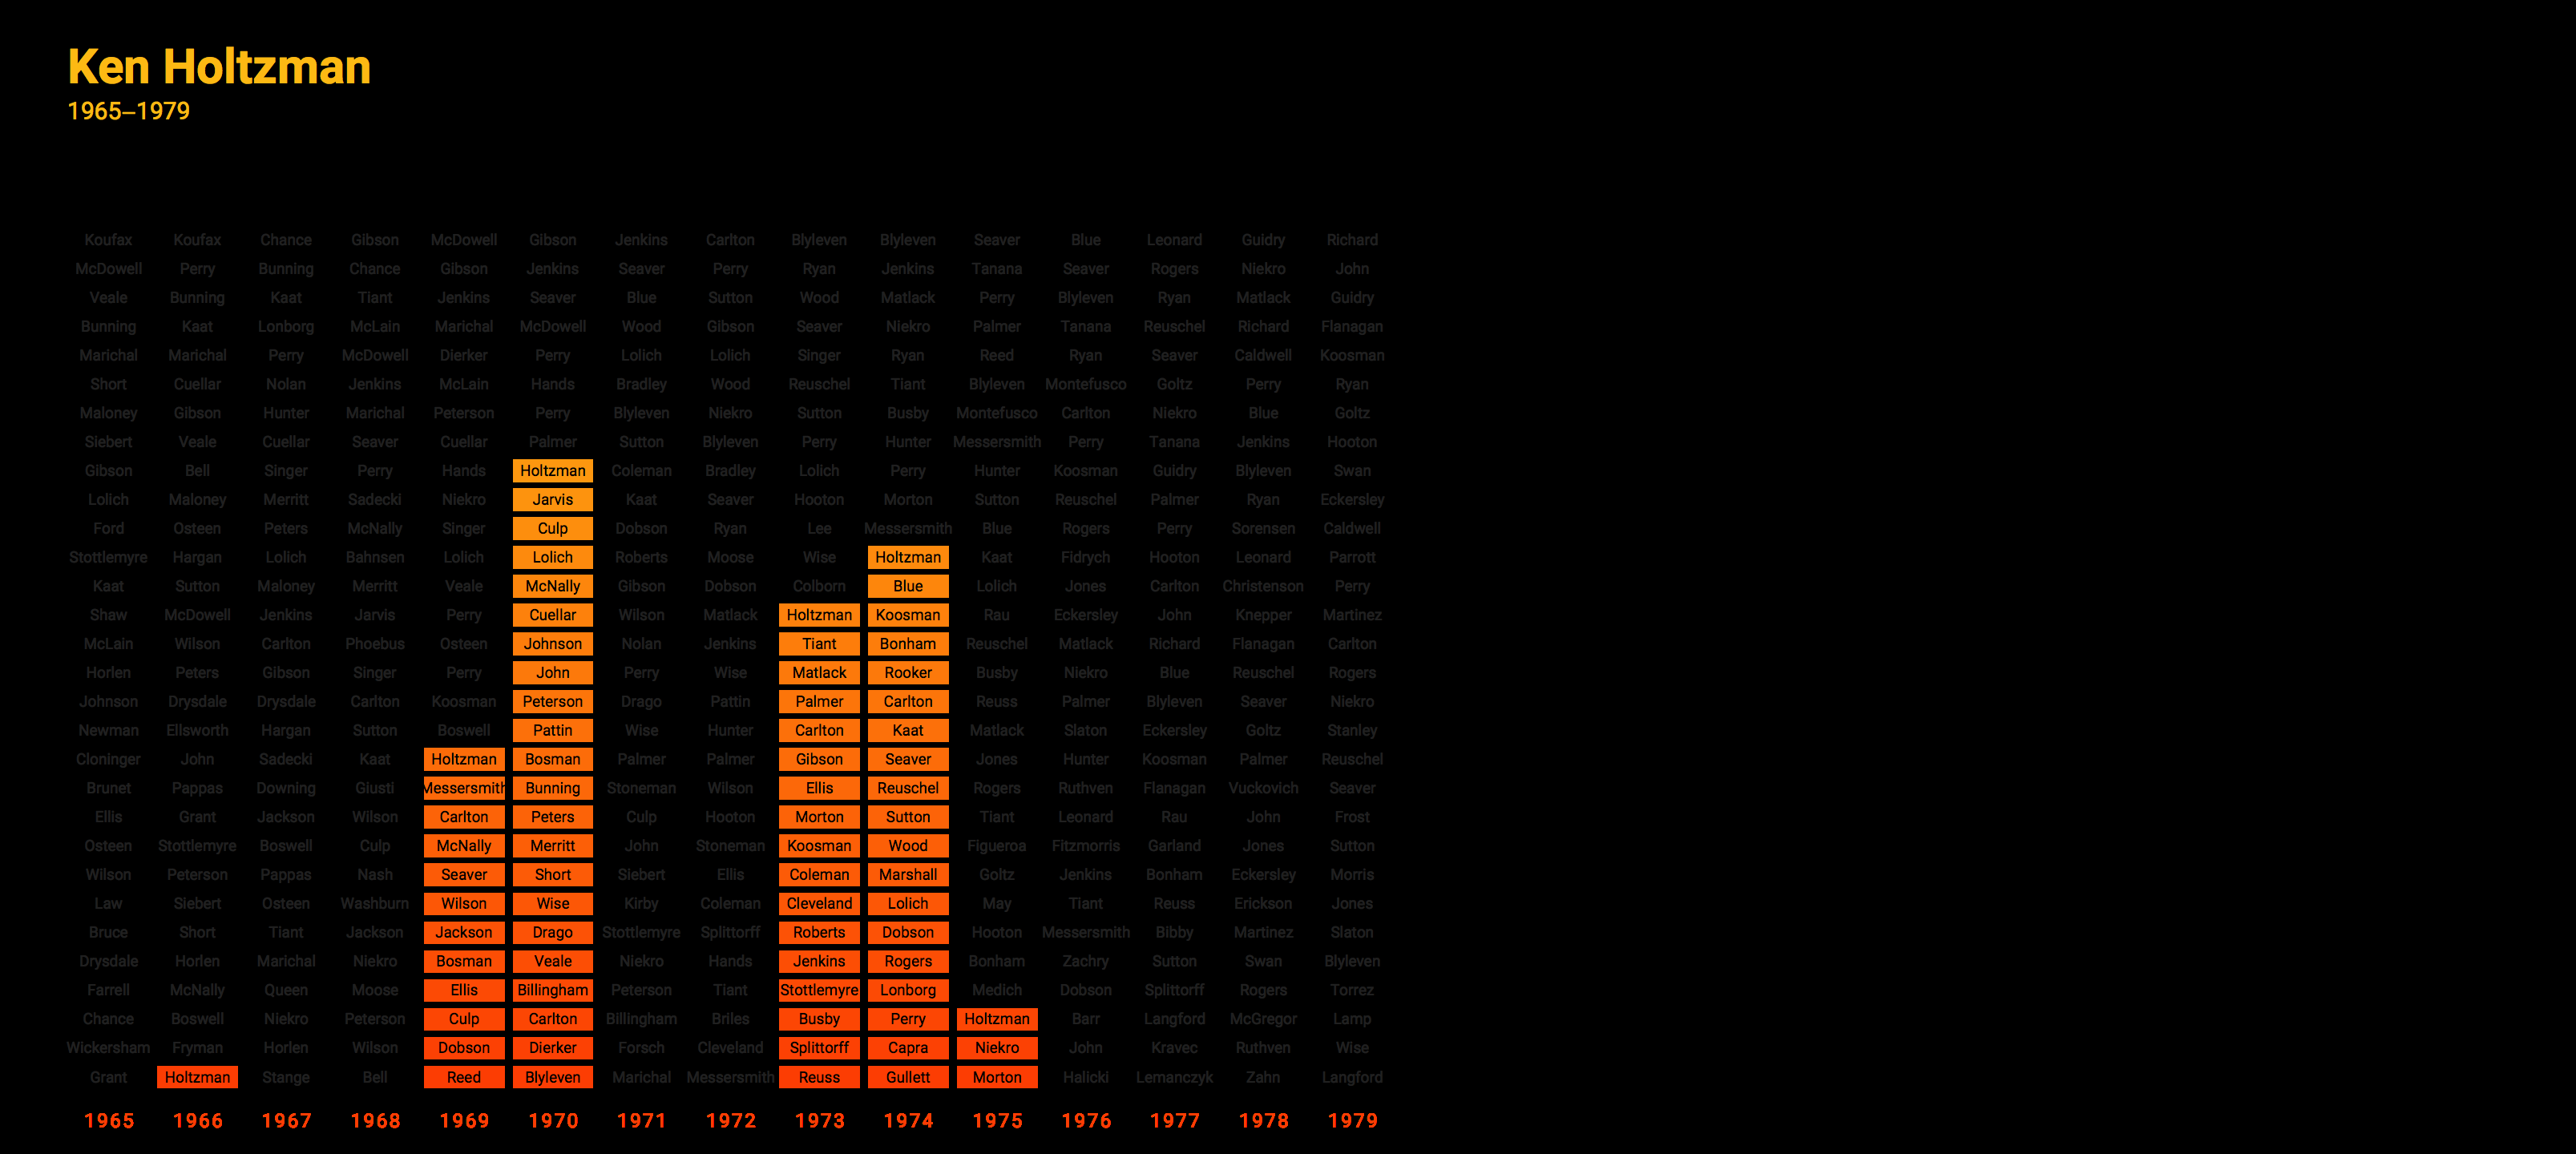 Ken Holtzman
1965–1979
Koufax Koufax Chance Gibson McDowell Gibson Jenkins Carlton Blyleven Blyleven Seaver Blue Leonard Guidry Richard
McDowell Perry Bunning Chance Gibson Jenkins Seaver Perry Ryan Jenkins Tanana Seaver Rogers Niekro John
Veale Bunning Kaat Tiant Jenkins Seaver Blue Sutton Wood Matlack Perry Blyleven Ryan Matlack Guidry
Bunning Kaat Lonborg McLain Marichal McDowell Wood Gibson Seaver Niekro Palmer Tanana Reuschel Richard Flanagan
Marichal Marichal Perry McDowell Dierker Perry Lolich Lolich Singer Ryan Reed Ryan Seaver Caldwell Koosman
Short Cuellar Nolan Jenkins McLain Hands Bradley Wood Reuschel Tiant Blyleven Montefusco Goltz Perry Ryan
Maloney Gibson Hunter Marichal Peterson Perry Blyleven Niekro Sutton Busby Montefusco Carlton Niekro Blue Goltz
Siebert Veale Cuellar Seaver Cuellar Palmer Sutton Blyleven Perry Hunter Messersmith Perry Tanana Jenkins Hooton
Gibson Bell Singer Perry Hands Holtzman Coleman Bradley Lolich Perry Hunter Koosman Guidry Blyleven Swan
Lolich Maloney Merritt Sadecki Niekro Jarvis Kaat Seaver Hooton Morton Sutton Reuschel Palmer Ryan Eckersley
Ford Osteen Peters McNally Singer Culp Dobson Ryan Lee Messersmith Blue Rogers Perry Sorensen Caldwell
Stottlemyre Hargan Lolich Bahnsen Lolich Lolich Roberts Moose Wise Holtzman Kaat Fidrych Hooton Leonard Parrott
Kaat Sutton Maloney Merritt Veale McNally Gibson Dobson Colborn Blue Lolich Jones Carlton Christenson Perry
Shaw McDowell Jenkins Jarvis Perry Cuellar Wilson Matlack Holtzman Koosman Rau Eckersley John Knepper Martinez
McLain Wilson Carlton Phoebus Osteen Johnson Nolan Jenkins Tiant Bonham Reuschel Matlack Richard Flanagan Carlton
Horlen Peters Gibson Singer Perry John Perry Wise Matlack Rooker Busby Niekro Blue Reuschel Rogers
Johnson Drysdale Drysdale Carlton Koosman Peterson Drago Pattin Palmer Carlton Reuss Palmer Blyleven Seaver Niekro
Newman Ellsworth Hargan Sutton Boswell Pattin Wise Hunter Carlton Kaat Matlack Slaton Eckersley Goltz Stanley
Cloninger John Sadecki Kaat Holtzman Bosman Palmer Palmer Gibson Seaver Jones Hunter Koosman Palmer Reuschel
Brunet Pappas Downing Giusti Messersmith Bunning Stoneman Wilson Ellis Reuschel Rogers Ruthven Flanagan Vuckovich Seaver
Ellis Grant Jackson Wilson Carlton Peters Culp Hooton Morton Sutton Tiant Leonard Rau John Frost
Osteen Stottlemyre Boswell Culp McNally Merritt John Stoneman Koosman Wood Figueroa Fitzmorris Garland Jones Sutton
Wilson Peterson Pappas Nash Seaver Short Siebert Ellis Coleman Marshall Goltz Jenkins Bonham Eckersley Morris
Law Siebert Osteen Washburn Wilson Wise Kirby Coleman Cleveland Lolich May Tiant Reuss Erickson Jones
Bruce Short Tiant Jackson Jackson Drago Stottlemyre Splittorff Roberts Dobson Hooton Messersmith Bibby Martinez Slaton
Drysdale Horlen Marichal Niekro Bosman Veale Niekro Hands Jenkins Rogers Bonham Zachry Sutton Swan Blyleven
Farrell McNally Queen Moose Ellis Billingham Peterson Tiant Stottlemyre Lonborg Medich Dobson Splittorff Rogers Torrez
Chance Boswell Niekro Peterson Culp Carlton Billingham Briles Busby Perry Holtzman Barr Langford McGregor Lamp
Wickersham Fryman Horlen Wilson Dobson Dierker Forsch Cleveland Splittorff Capra Niekro John Kravec Ruthven Wise
Grant Holtzman Stange Bell Reed Blyleven Marichal Messersmith Reuss Gullett Morton Halicki Lemanczyk Zahn Langford
1965 1966 1967 1968 1969 1970 1971 1972 1973 1974 1975 1976 1977 1978 1979